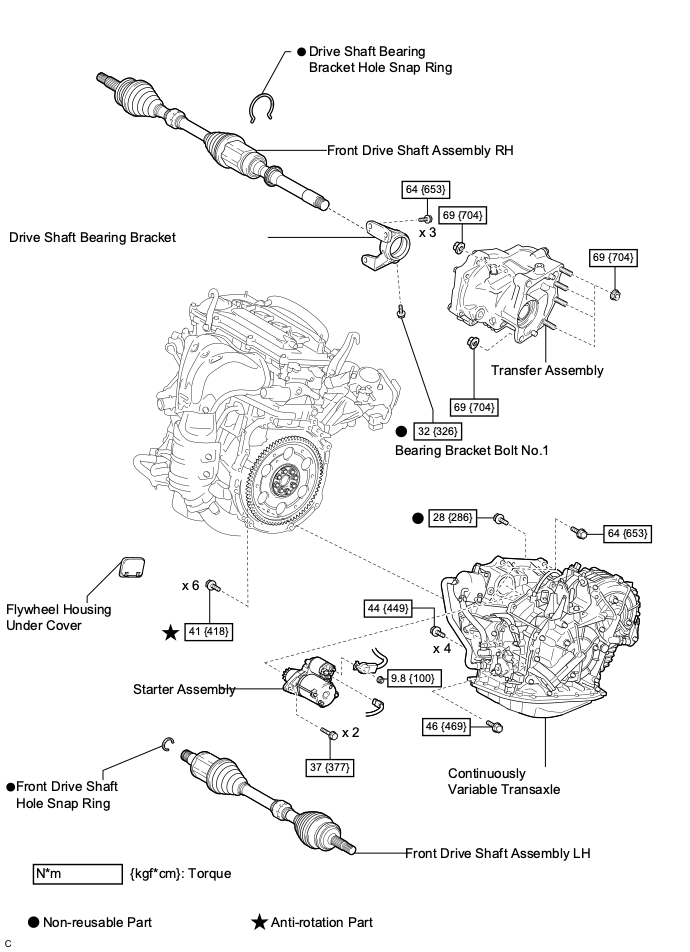 ● Drive Shaft Bearing
Bracket Hole Snap Ring
Front Drive Shaft Assembly RH
64 {653}
x 3
69 {704}
Drive Shaft Bearing Bracket
69 {704}
Transfer Assembly
69 {704}
● 32 {326}
Bearing Bracket Bolt No.1
● 28 {286}
64 {653}
Flywheel Housing
Under Cover
x 6
★ 41 {418}
44 {449}
x 4
Starter Assembly
9.8 {100}
46 {469}
x 2
37 {377}
Continuously
Variable Transaxle
●Front Drive Shaft
Hole Snap Ring
Front Drive Shaft Assembly LH
N*m {kgf*cm}: Torque
● Non-reusable Part ★ Anti-rotation Part
C